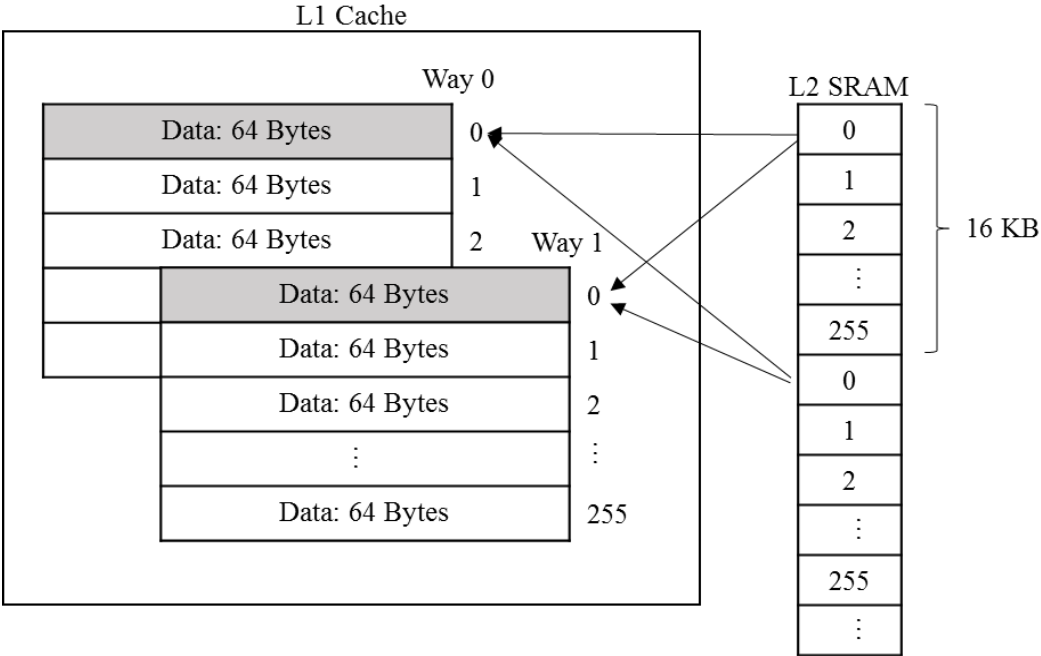 L1 Cache
Way 0
L2 SRAM
Data: 64 Bytes 0
Data: 64 Bytes 1
Data: 64 Bytes 2
Way 1
Data: 64 Bytes 0
Data: 64 Bytes 1
Data: 64 Bytes 2
⋮ ⋮
Data: 64 Bytes 255
0
1
2
⋮
255
16 KB
0
1
2
⋮
255
⋮